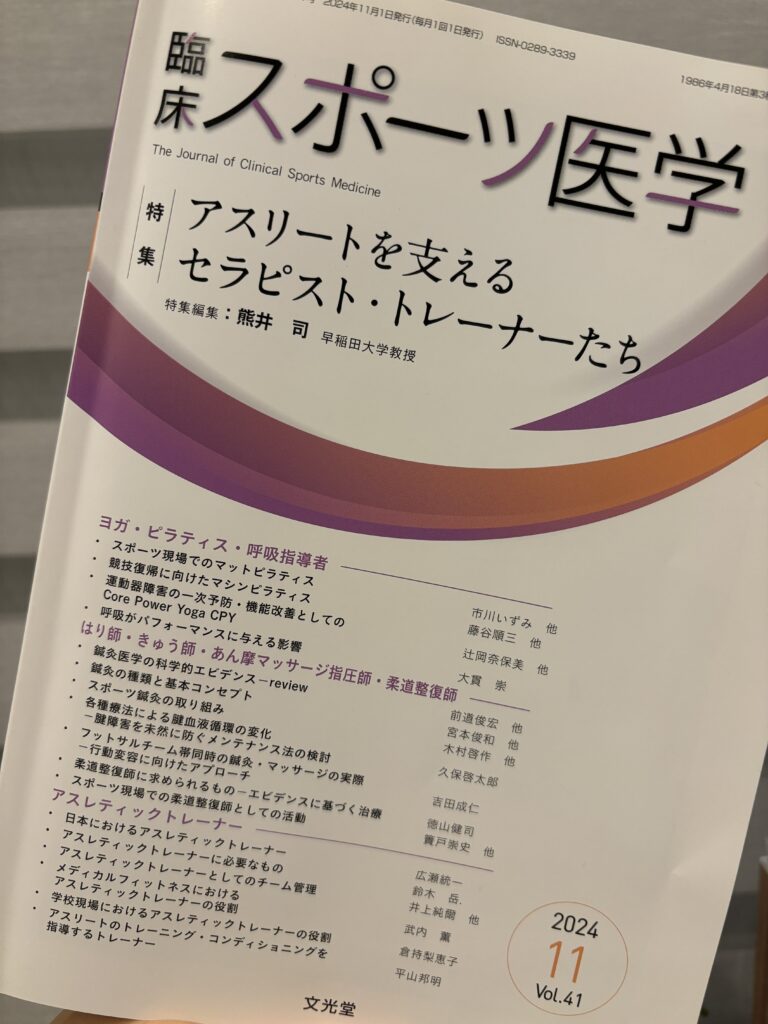 2024年11月1日発行(毎月1回1日発行) ISSN-0289-3339
1986年4月18日第3種
臨床スポーツ医学
The Journal of Clinical Sports Medicine
特集
アスリートを支える
セラピスト・トレーナーたち
特集編集：熊井 司 早稲田大学教授
ヨガ・ピラティス・呼吸指導者
・スポーツ現場でのマットピラティス 市川いずみ 他
・競技復帰に向けたマシンピラティス 藤谷順三 他
・運動器障害の一次予防・機能改善としての
Core Power Yoga CPY 辻岡奈保美 他
・呼吸がパフォーマンスに与える影響 大貫 崇
はり師・きゅう師・あん摩マッサージ指圧師・柔道整復師
・鍼灸医学の科学的エビデンス－review 前道俊宏 他
・鍼灸の種類と基本コンセプト 宮本俊和 他
・スポーツ鍼灸の取り組み 木村啓作 他
・各種療法による腱血液循環の変化
－腱障害を未然に防ぐメンテナンス法の検討 久保啓太郎
・フットサルチーム帯同時の鍼灸・マッサージの実際
－行動変容に向けたアプローチ 吉田成仁
・柔道整復師に求められるもの－エビデンスに基づく治療 徳山健司
・スポーツ現場での柔道整復師としての活動 簀戸崇史 他
アスレティックトレーナー
・日本におけるアスレティックトレーナー 広瀬統一
・アスレティックトレーナーに必要なもの 鈴木 岳.
・アスレティックトレーナーとしてのチーム管理 井上純爾 他
・メディカルフィットネスにおける
アスレティックトレーナーの役割 武内 薫
・学校現場におけるアスレティックトレーナーの役割 倉持梨恵子
・アスリートのトレーニング・コンディショニングを
指導するトレーナー 平山邦明
2024
11
Vol.41
文光堂